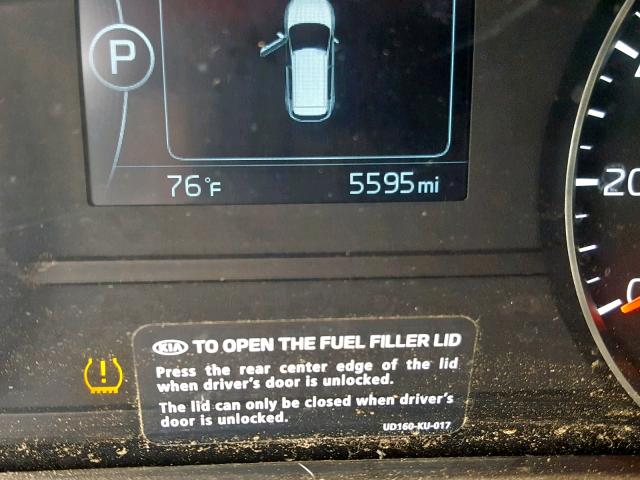 P
76°F 5595mi
20
0
KIA TO OPEN THE FUEL FILLER LID
Press the rear center edge of the lid
when driver's door is unlocked.
The lid can only be closed when driver's
door is unlocked.
UD160-KU-017